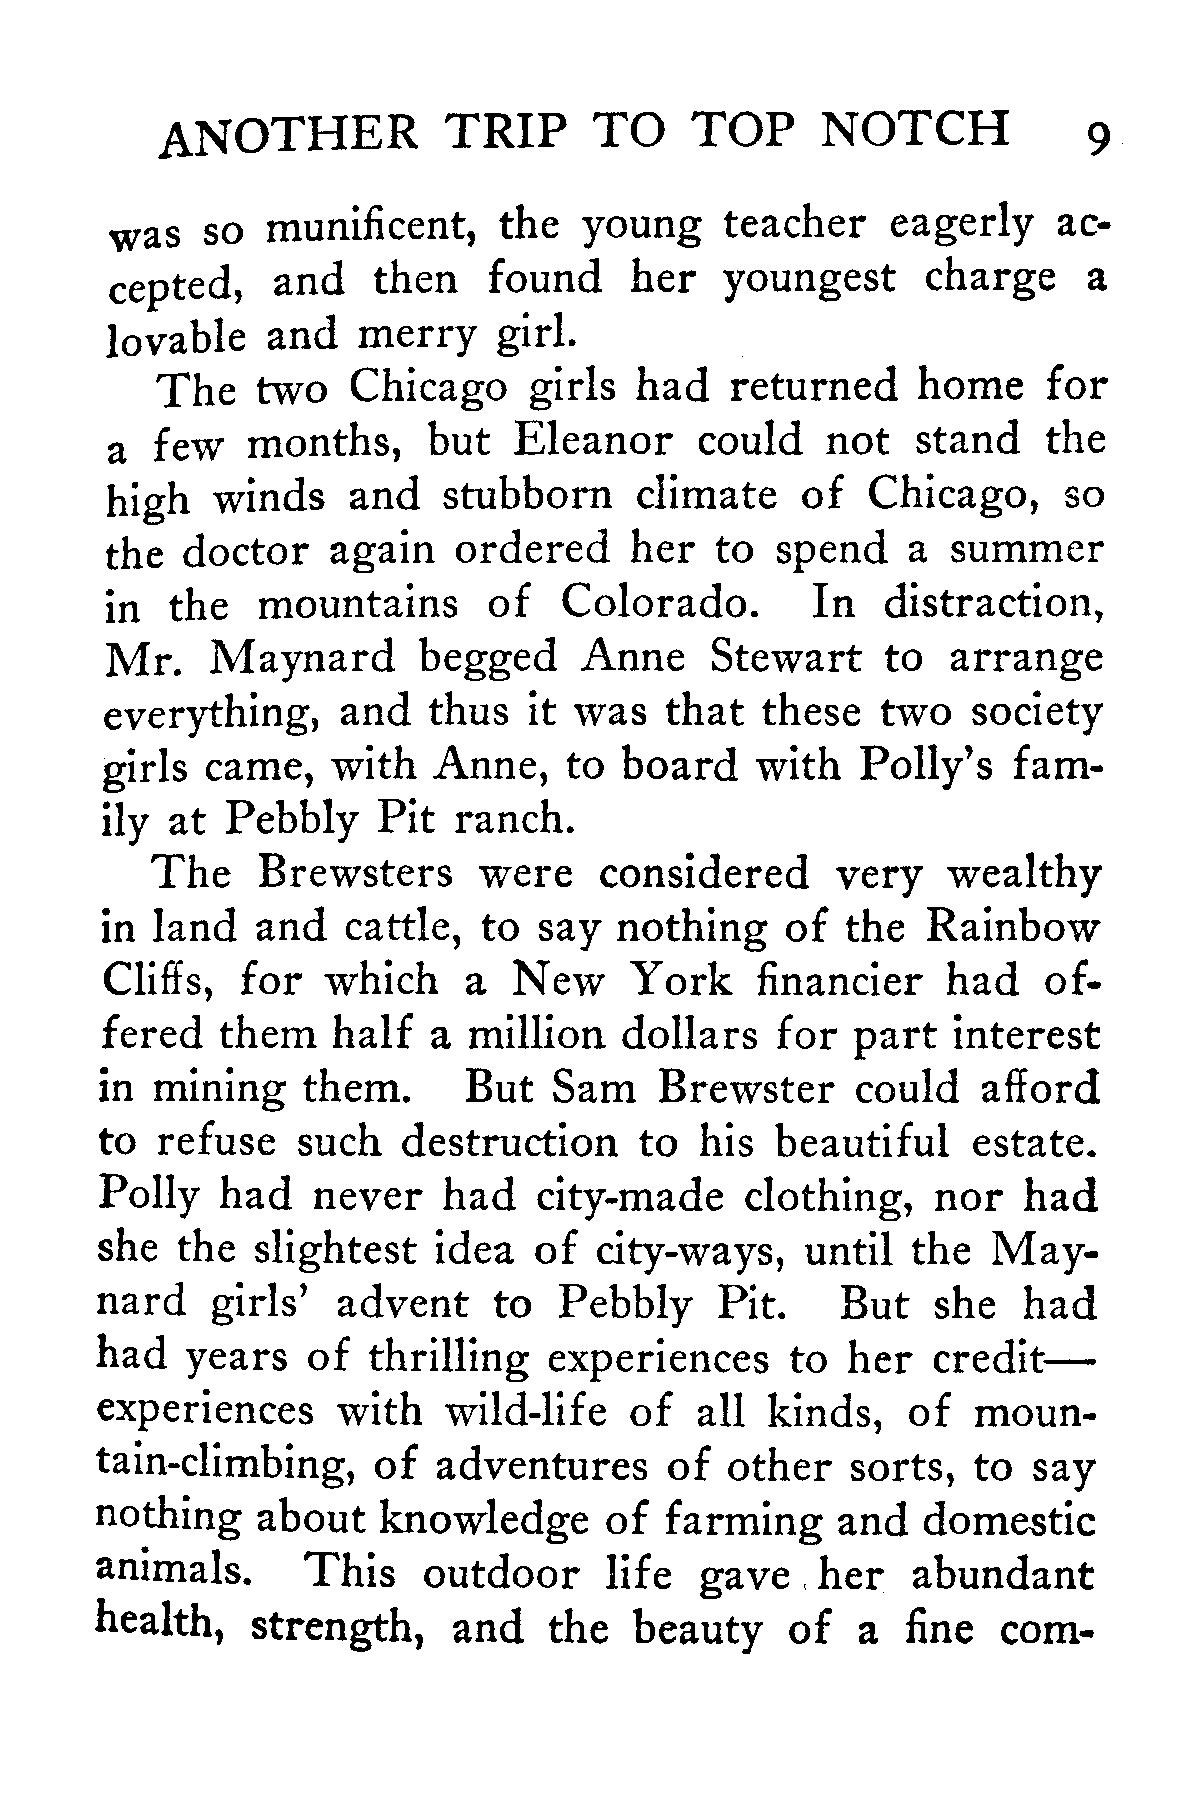 ANOTHER TRIP TO TOP NOTCH 9
was so munificent, the young teacher eagerly ac-
cepted, and then found her youngest charge a
lovable and merry girl.
The two Chicago girls had returned home for
a few months, but Eleanor could not stand the
high winds and stubborn climate of Chicago, so
the doctor again ordered her to spend a summer
in the mountains of Colorado. In distraction,
Mr. Maynard begged Anne Stewart to arrange
everything, and thus it was that these two society
girls came, with Anne, to board with Polly's fam-
ily at Pebbly Pit ranch.
The Brewsters were considered very wealthy
in land and cattle, to say nothing of the Rainbow
Cliffs, for which a New York financier had of-
fered them half a million dollars for part interest
in mining them. But Sam Brewster could afford
to refuse such destruction to his beautiful estate.
Polly had never had city-made clothing, nor had
she the slightest idea of city-ways, until the May-
nard girls' advent to Pebbly Pit. But she had
had years of thrilling experiences to her credit—
experiences with wild-life of all kinds, of moun-
tain-climbing, of adventures of other sorts, to say
nothing about knowledge of farming and domestic
animals. This outdoor life gave her abundant
health, strength, and the beauty of a fine com-